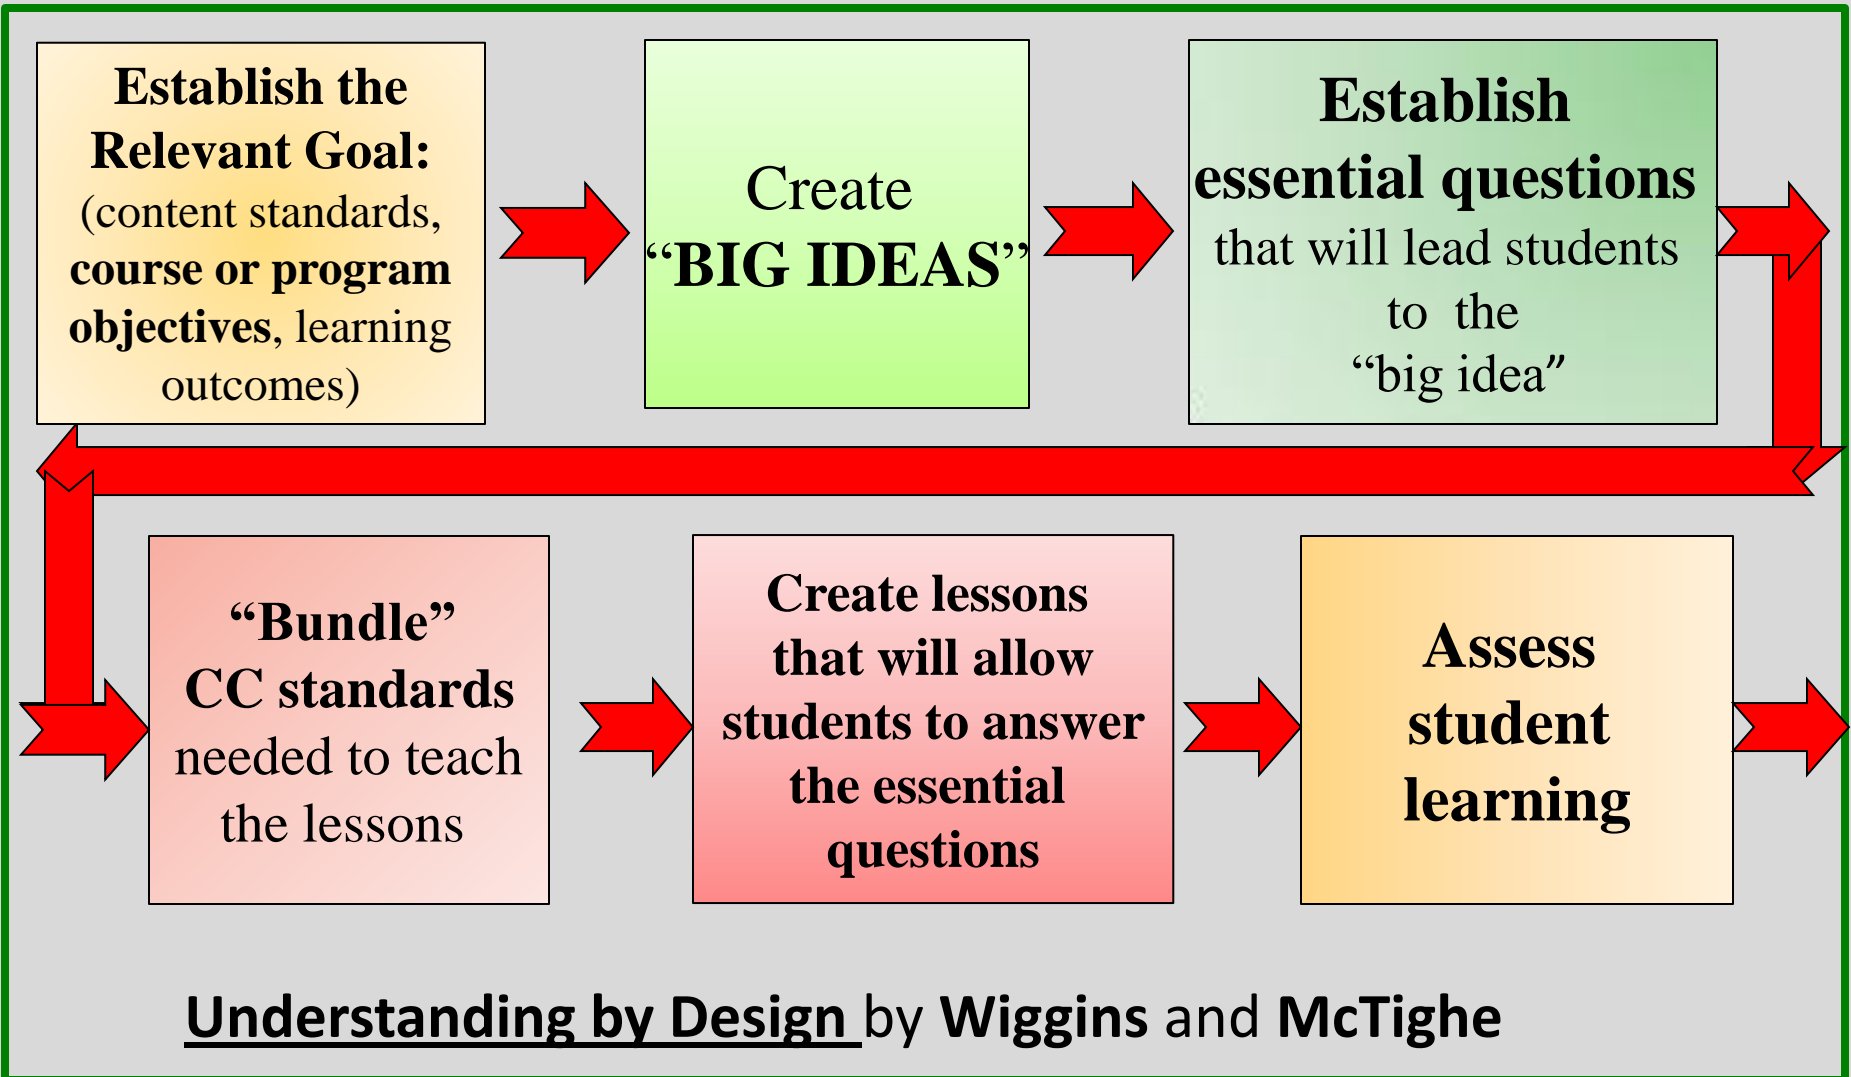 Establish the
Relevant Goal:
(content standards,
course or program
objectives, learning
outcomes)
Create
“BIG IDEAS”
Establish
essential questions
that will lead students
to the
“big idea”
“Bundle”
CC standards
needed to teach
the lessons
Create lessons
that will allow
students to answer
the essential
questions
Assess
student
learning
Understanding by Design by Wiggins and McTighe